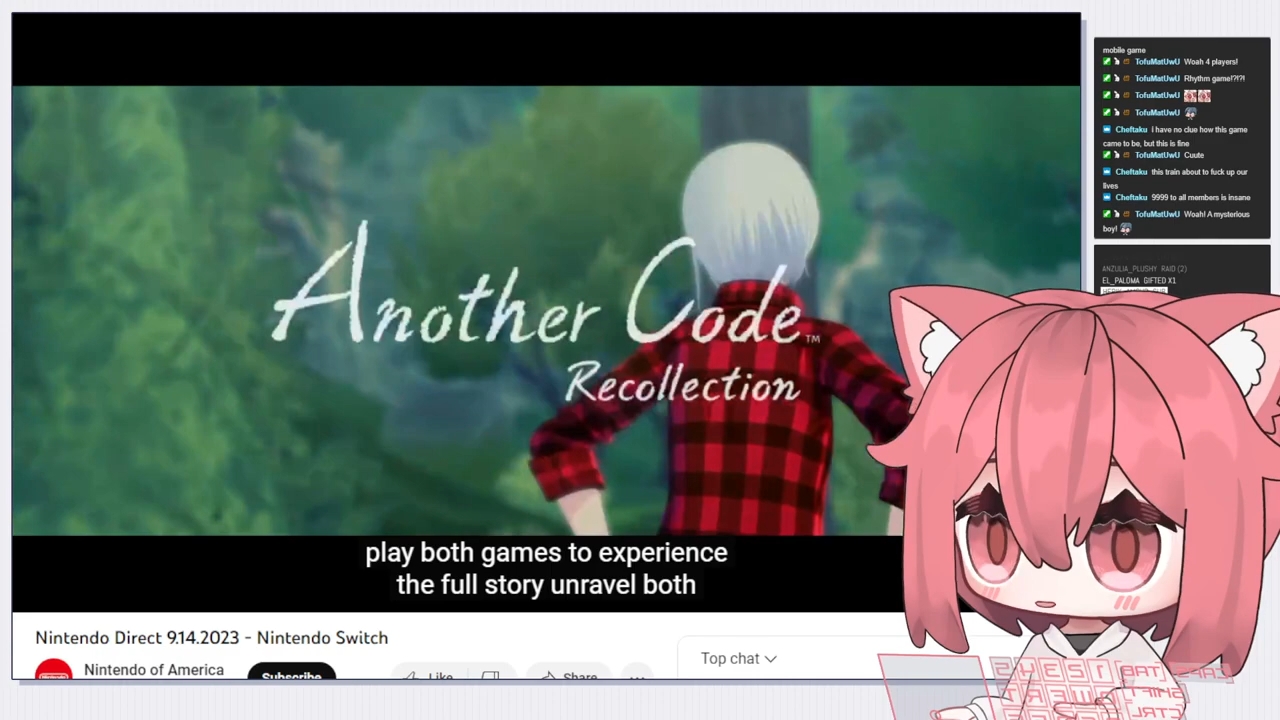 Another Code™
Recollection
play both games to experience
the full story unravel both
Nintendo Direct 9.14.2023 - Nintendo Switch
Nintendo of America
Subscribe
Like
Share
Top chat
mobile game
TofuMatUwU Woah 4 players!
TofuMatUwU Rhythm game!?!?!
TofuMatUwU
TofuMatUwU
Cheftaku i have no clue how this game
came to be, but this is fine
TofuMatUwU Cuute
Cheftaku this train about to fuck up our
lives
Cheftaku 9999 to all members is insane
TofuMatUwU Woah! A mysterious
boy!
ANZULIA_PLUSHY RAID (2)
EL_PALOMA GIFTED X1